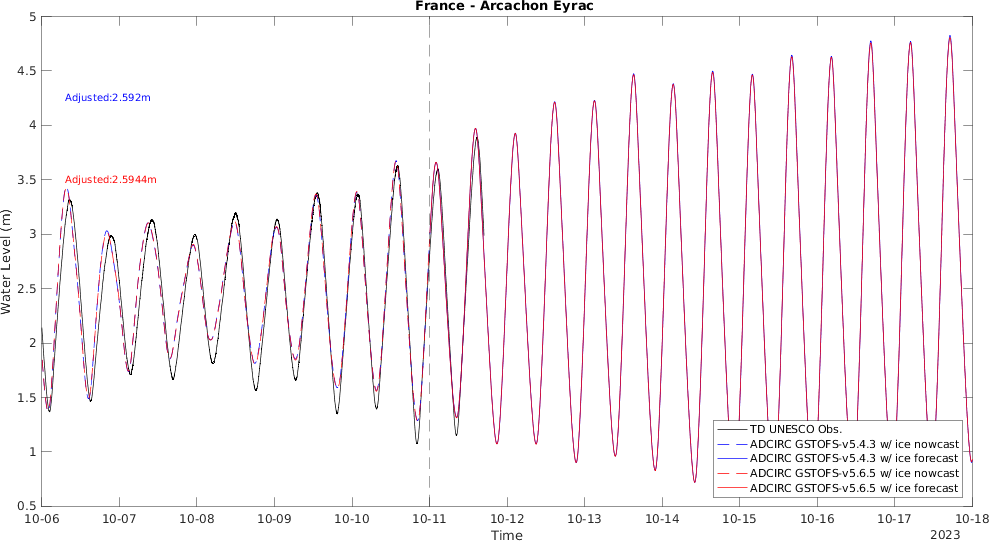 France - Arcachon Eyrac
Water Level (m)
5
4.5
4
3.5
3
2.5
2
1.5
1
0.5
Adjusted:2.592m
Adjusted:2.5944m
TD UNESCO Obs.
ADCIRC GSTOFS-v5.4.3 w/ ice nowcast
ADCIRC GSTOFS-v5.4.3 w/ ice forecast
ADCIRC GSTOFS-v5.6.5 w/ ice nowcast
ADCIRC GSTOFS-v5.6.5 w/ ice forecast
10-06 10-07 10-08 10-09 10-10 10-11 10-12 10-13 10-14 10-15 10-16 10-17 10-18
Time
2023